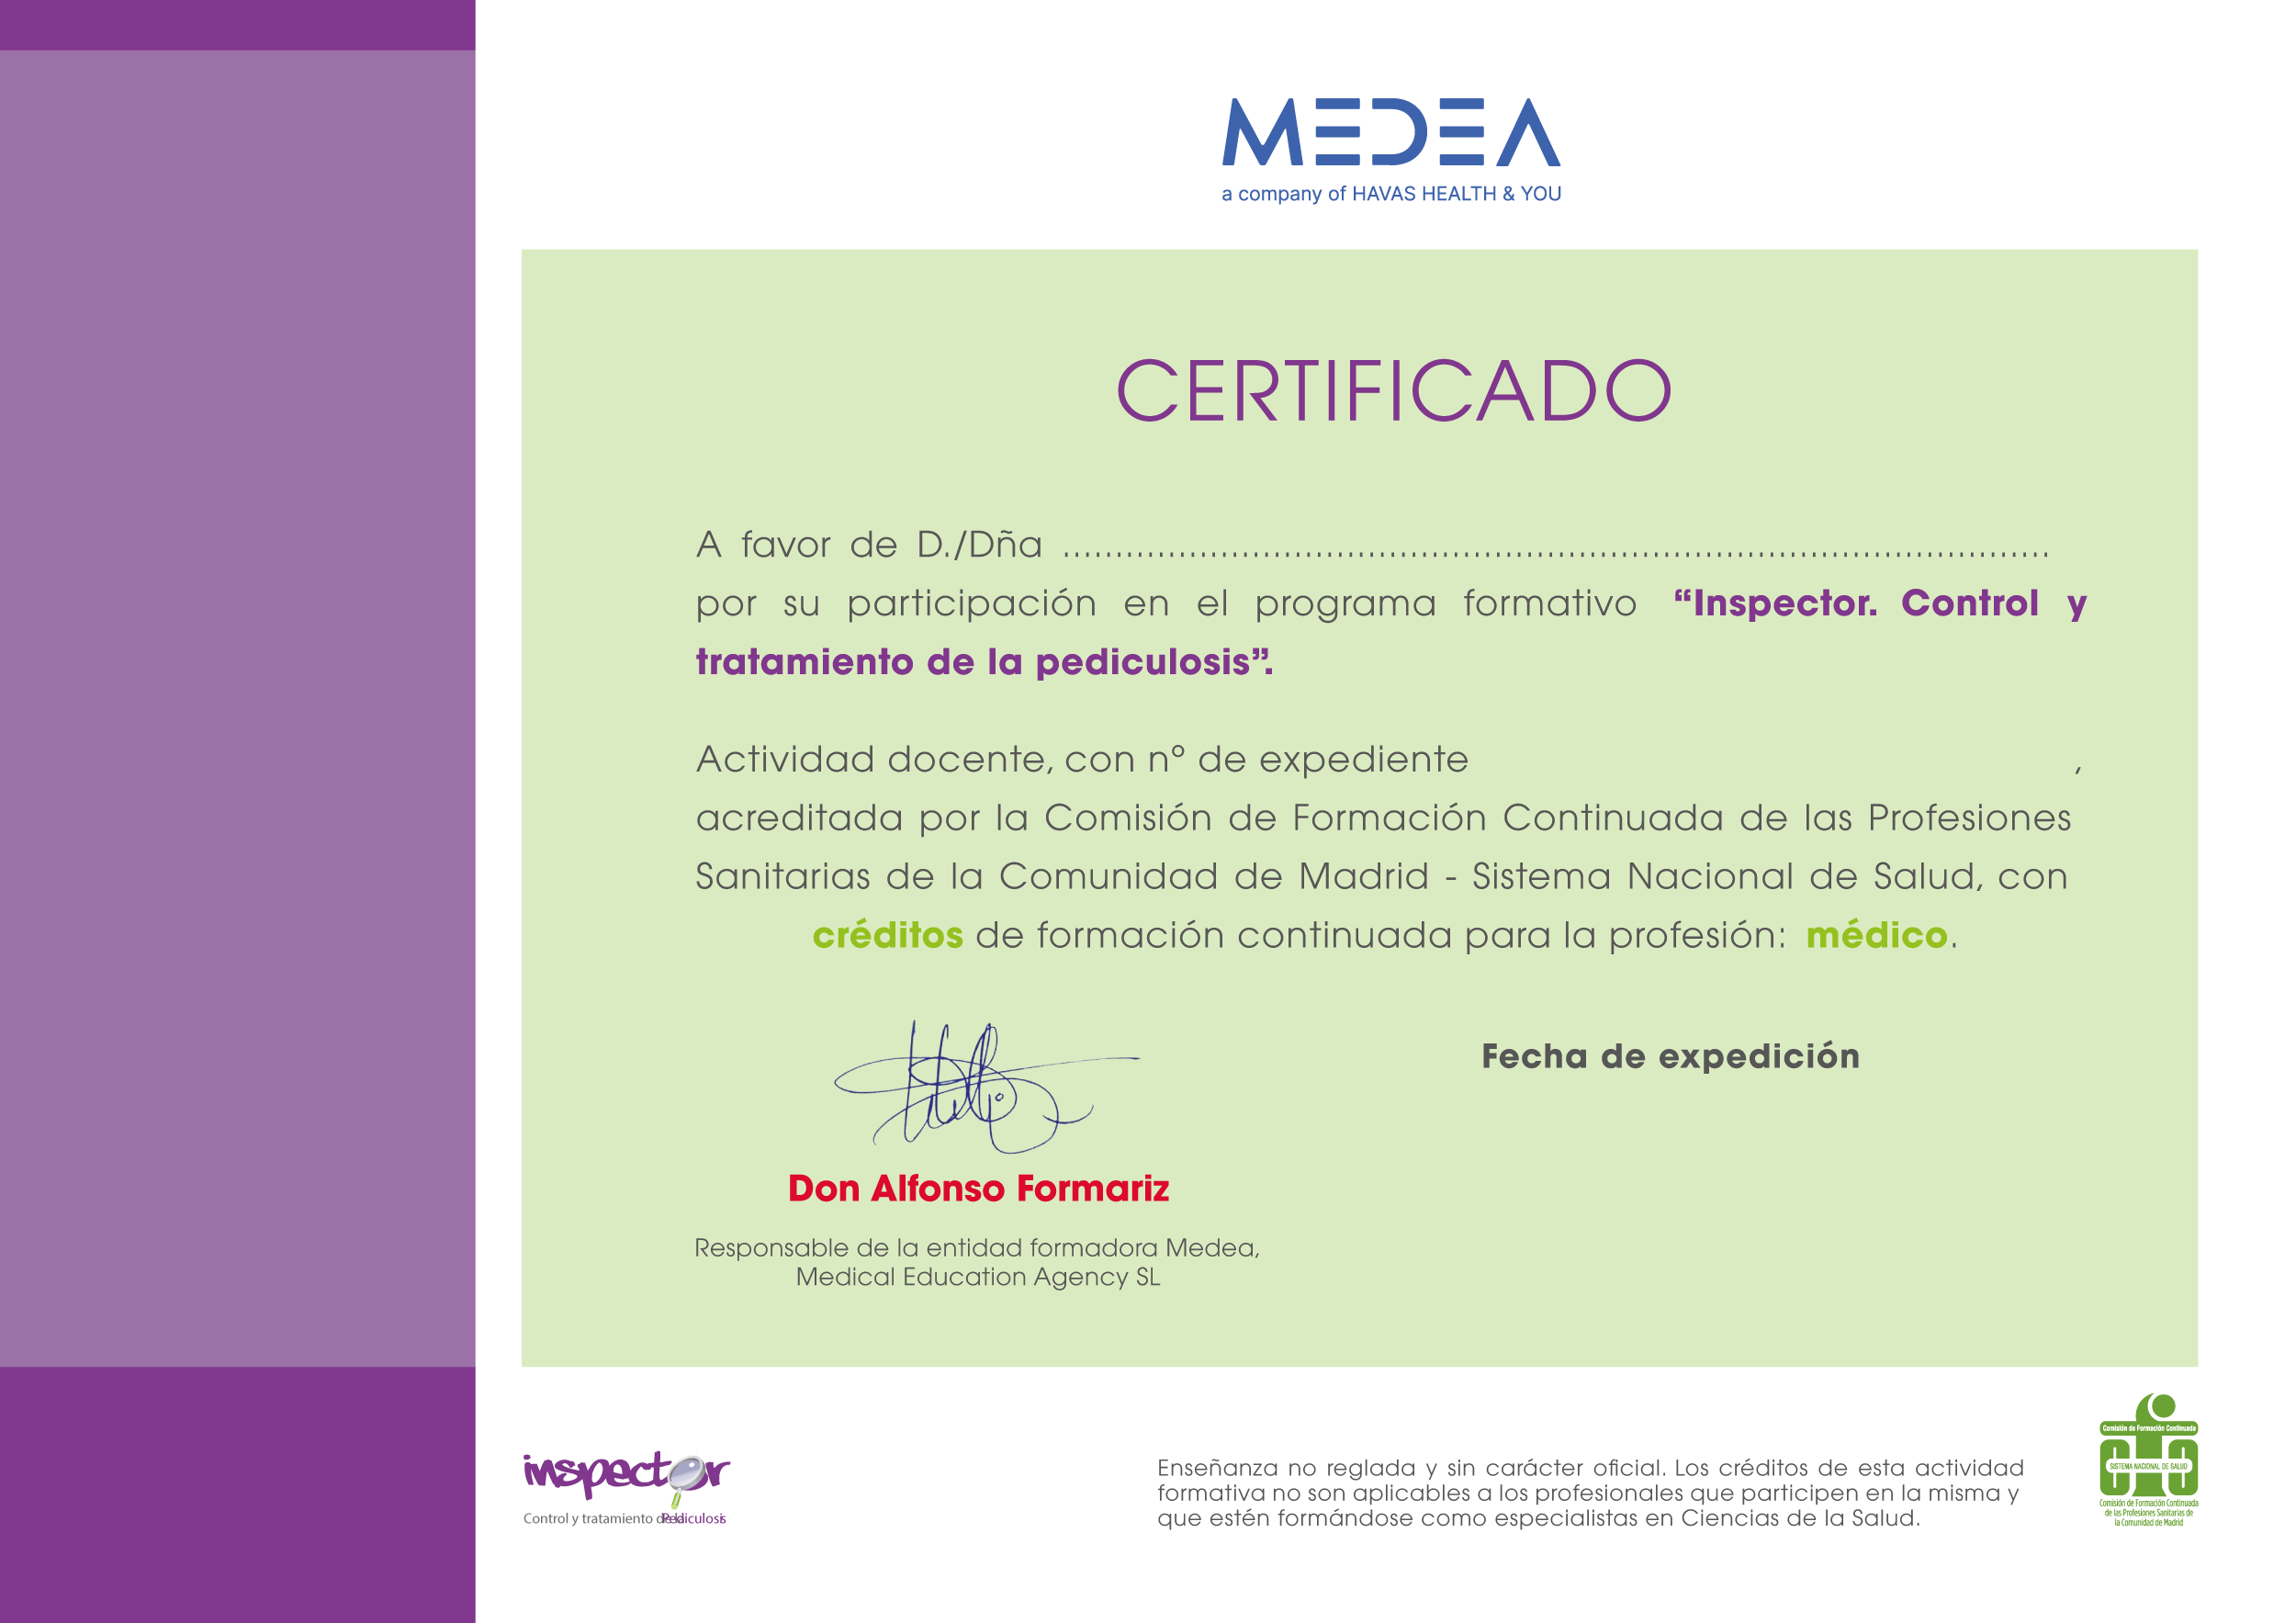 MEDEA
a company of HAVAS HEALTH & YOU
CERTIFICADO
A favor de D./Dña ..............................................................................................
por su participación en el programa formativo “Inspector. Control y
tratamiento de la pediculosis”.
Actividad docente, con nº de expediente ,
acreditada por la Comisión de Formación Continuada de las Profesiones
Sanitarias de la Comunidad de Madrid - Sistema Nacional de Salud, con
créditos de formación continuada para la profesión: médico.
Fecha de expedición
Don Alfonso Formariz
Responsable de la entidad formadora Medea,
Medical Education Agency SL
inspector
Control y tratamiento de la Pediculosis
Enseñanza no reglada y sin carácter oficial. Los créditos de esta actividad
formativa no son aplicables a los profesionales que participen en la misma y
que estén formándose como especialistas en Ciencias de la Salud.
Comisión de Formación Continuada
SISTEMA NACIONAL DE SALUD
Comisión de Formación Continuada
de las Profesiones Sanitarias de
la Comunidad de Madrid